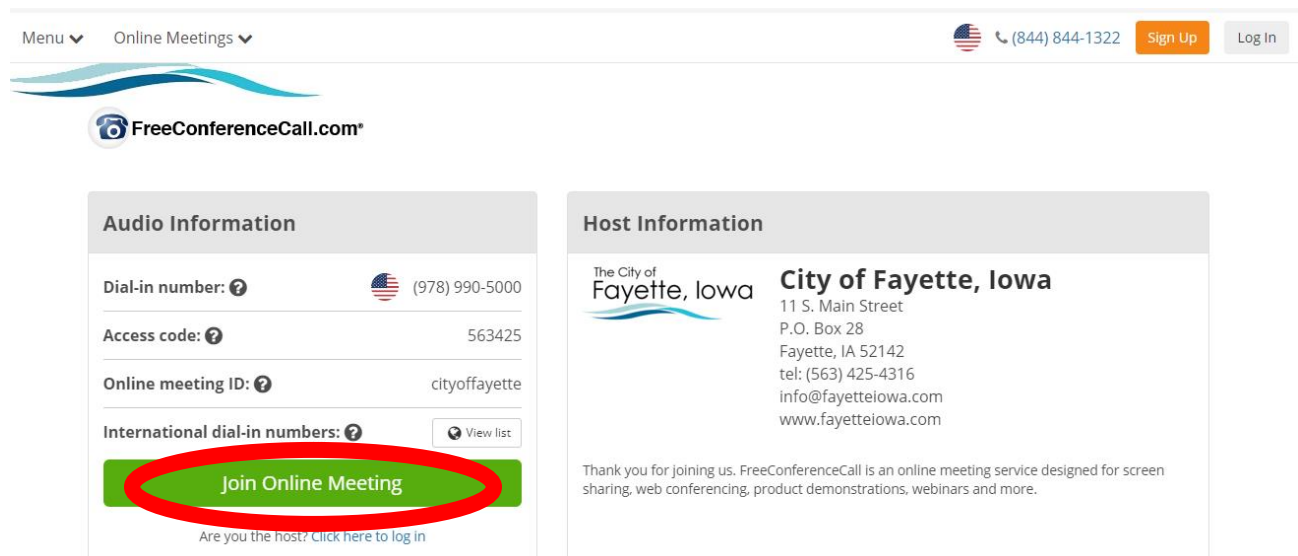 Menu Online Meetings (844) 844-1322 Sign Up Log In
FreeConferenceCall.com®
Audio Information
Dial-in number: (978) 990-5000
Access code: 563425
Online meeting ID: cityoffayette
International dial-in numbers: View list
Join Online Meeting
Are you the host? Click here to log in
Host Information
The City of
Fayette, Iowa
City of Fayette, Iowa
11 S. Main Street
P.O. Box 28
Fayette, IA 52142
tel: (563) 425-4316
info@fayetteiowa.com
www.fayetteiowa.com
Thank you for joining us. FreeConferenceCall is an online meeting service designed for screen
sharing, web conferencing, product demonstrations, webinars and more.